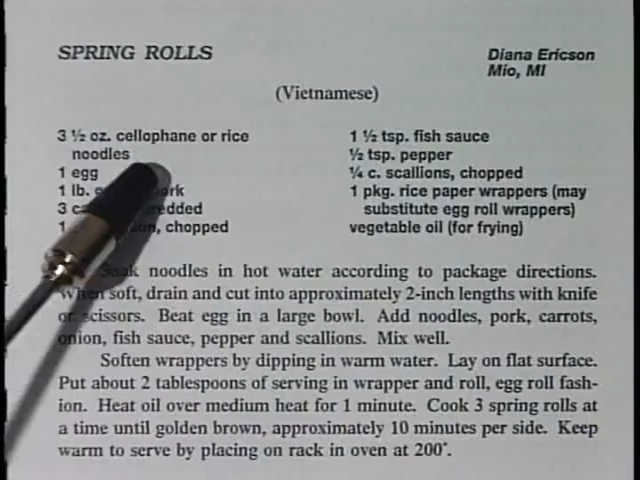 SPRING ROLLS
Diana Ericson
Mio, MI
(Vietnamese)
3 ½ oz. cellophane or rice
noodles
1 egg
1 lb. ork
3 c redded
1 on, chopped
1 ½ tsp. fish sauce
½ tsp. pepper
¼ c. scallions, chopped
1 pkg. rice paper wrappers (may
substitute egg roll wrappers)
vegetable oil (for frying)
Soak noodles in hot water according to package directions.
When soft, drain and cut into approximately 2-inch lengths with knife
or scissors. Beat egg in a large bowl. Add noodles, pork, carrots,
onion, fish sauce, pepper and scallions. Mix well.
Soften wrappers by dipping in warm water. Lay on flat surface.
Put about 2 tablespoons of serving in wrapper and roll, egg roll fash-
ion. Heat oil over medium heat for 1 minute. Cook 3 spring rolls at
a time until golden brown, approximately 10 minutes per side. Keep
warm to serve by placing on rack in oven at 200°.